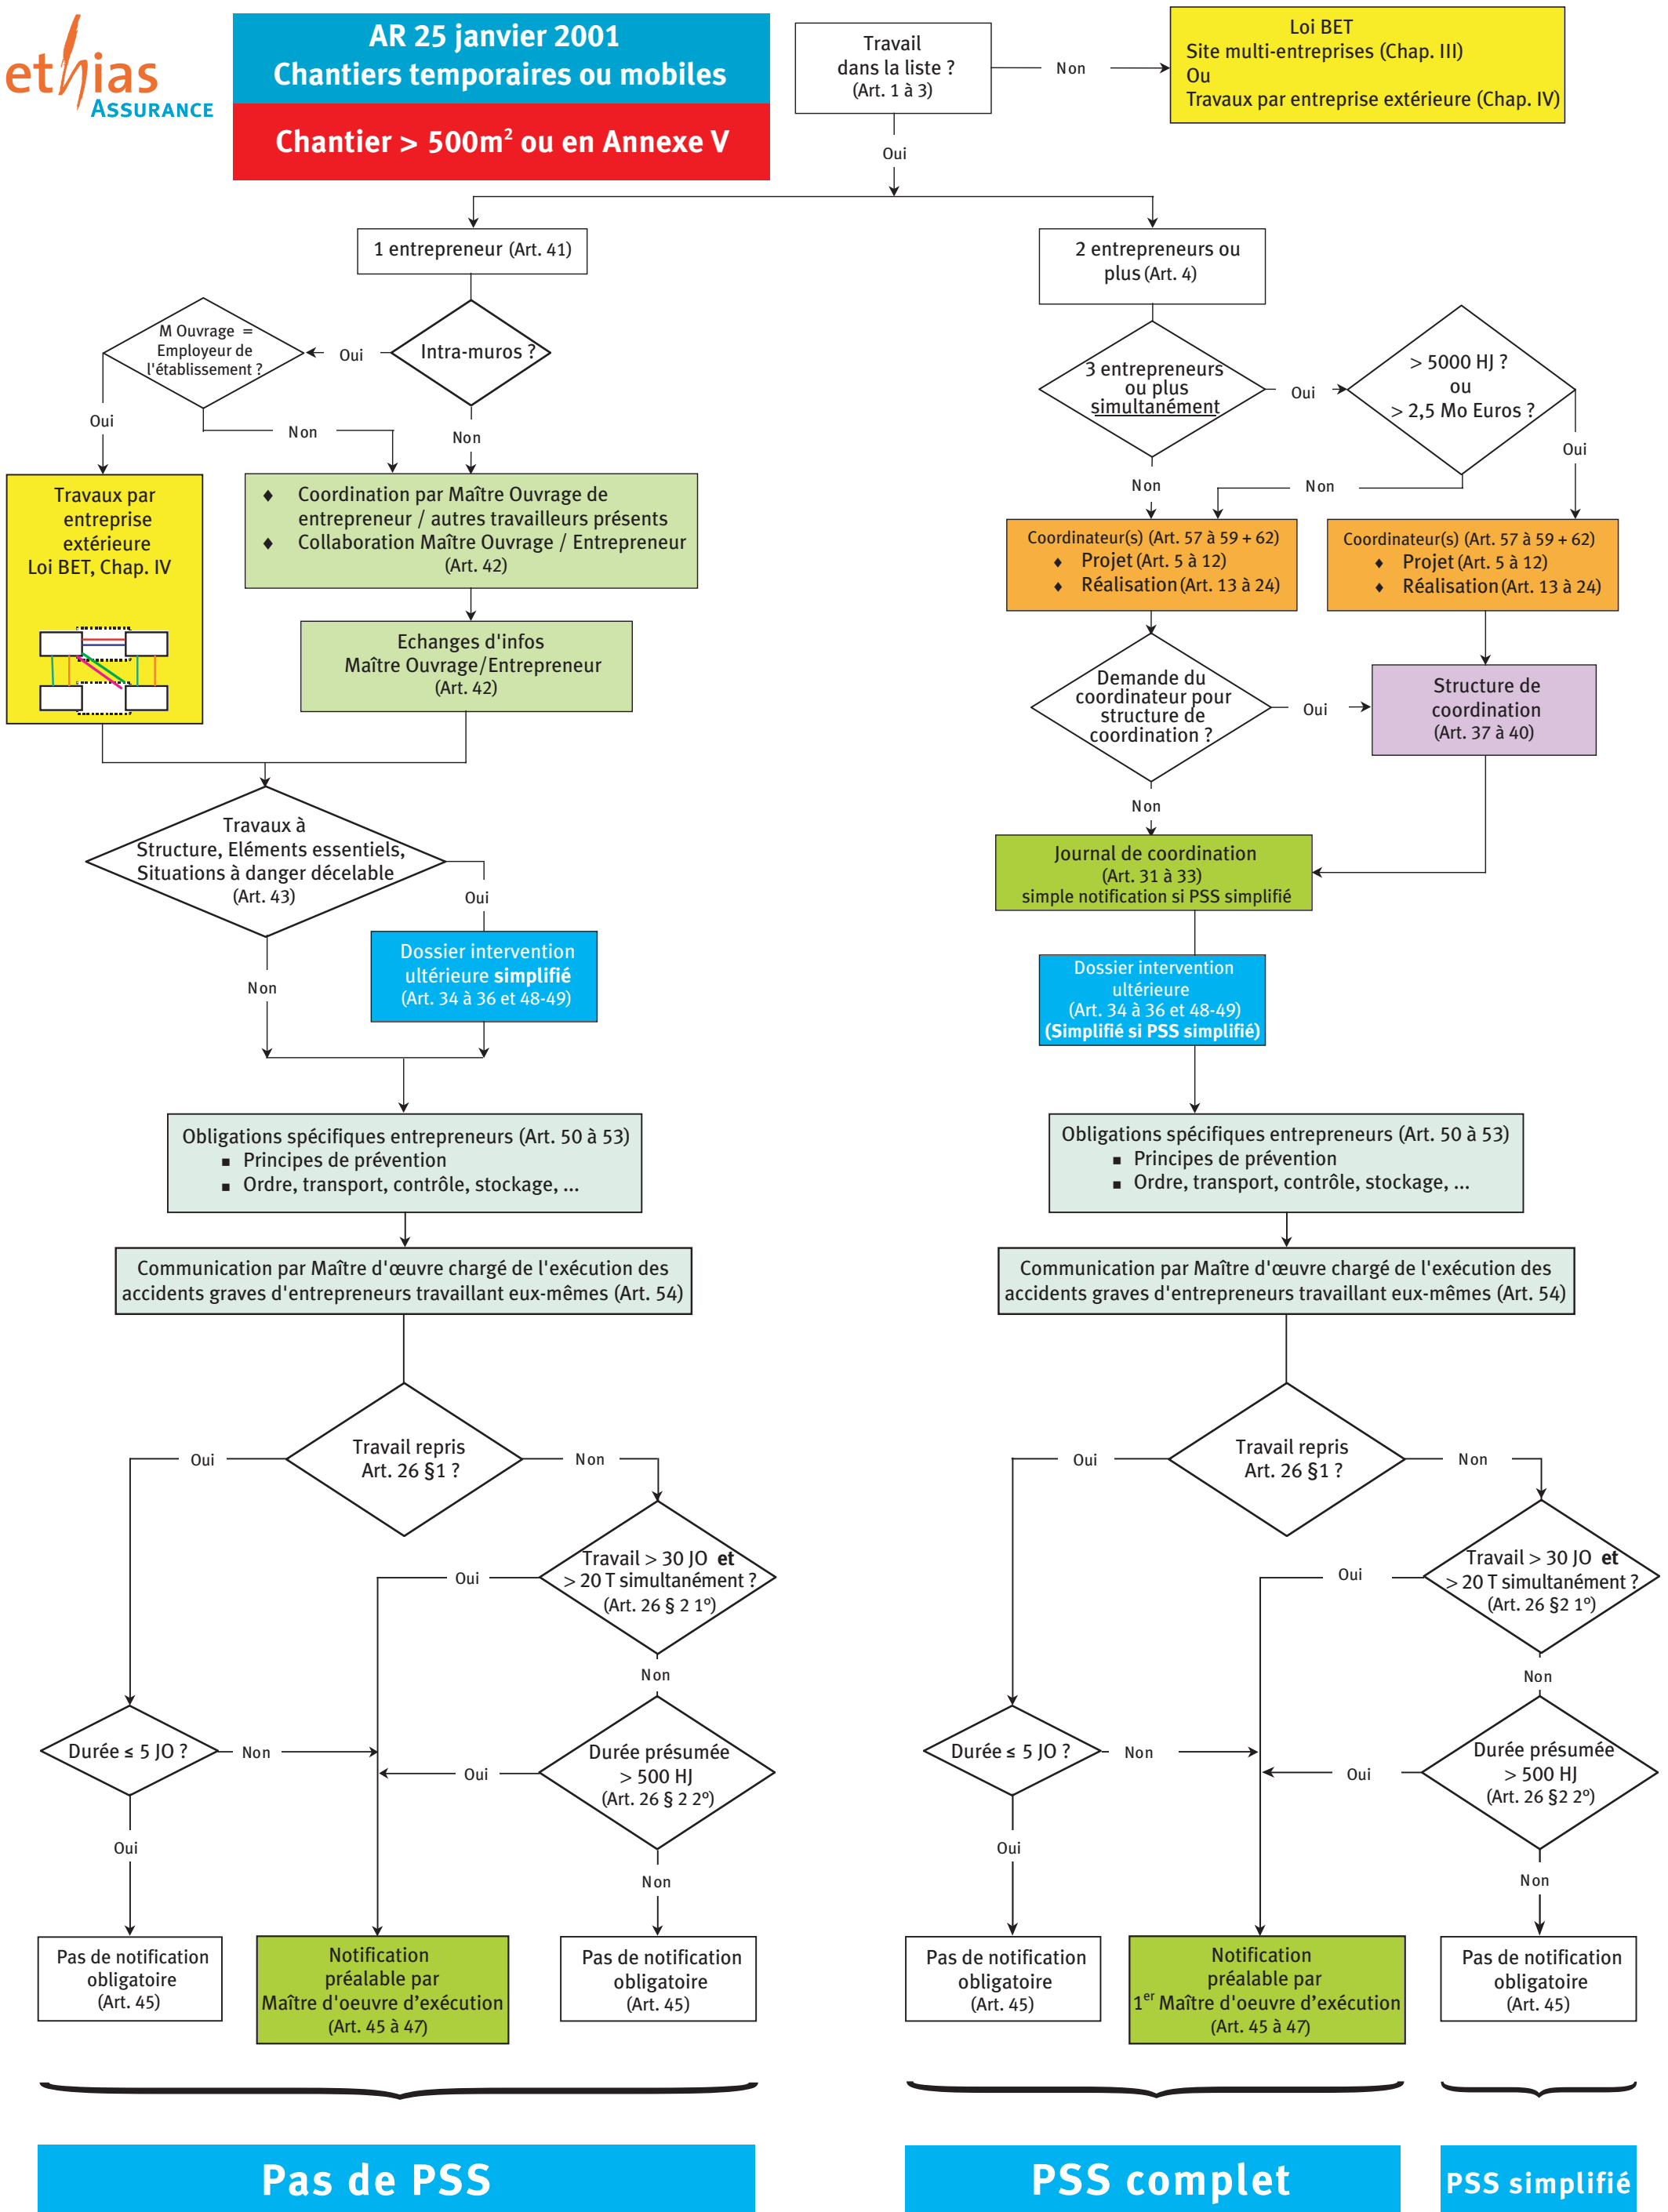 ethias
ASSURANCE
AR 25 janvier 2001
Chantiers temporaires ou mobiles
Chantier > 500m² ou en Annexe V
Travail
dans la liste ?
(Art. 1 à 3)
Non
Loi BET
Site multi-entreprises (Chap. III)
Ou
Travaux par entreprise extérieure (Chap. IV)
Oui
1 entrepreneur (Art. 41)
2 entrepreneurs ou
plus (Art. 4)
M Ouvrage =
Employeur de
l'établissement ?
Oui
Intra-muros ?
Oui
Non
Non
3 entrepreneurs
ou plus
simultanément
Oui
> 5000 HJ ?
ou
> 2,5 Mo Euros ?
Oui
Non
Non
Travaux par
entreprise
extérieure
Loi BET, Chap. IV
♦ Coordination par Maître Ouvrage de
entrepreneur / autres travailleurs présents
♦ Collaboration Maître Ouvrage / Entrepreneur
(Art. 42)
Echanges d'infos
Maître Ouvrage/Entrepreneur
(Art. 42)
Coordinateur(s) (Art. 57 à 59 + 62)
♦ Projet (Art. 5 à 12)
♦ Réalisation (Art. 13 à 24)
Coordinateur(s) (Art. 57 à 59 + 62)
♦ Projet (Art. 5 à 12)
♦ Réalisation (Art. 13 à 24)
Demande du
coordinateur pour
structure de
coordination ?
Oui
Structure de
coordination
(Art. 37 à 40)
Non
Travaux à
Structure, Eléments essentiels,
Situations à danger décelable
(Art. 43)
Oui
Non
Dossier intervention
ultérieure simplifié
(Art. 34 à 36 et 48-49)
Journal de coordination
(Art. 31 à 33)
simple notification si PSS simplifié
Dossier intervention
ultérieure
(Art. 34 à 36 et 48-49)
(Simplifié si PSS simplifié)
Obligations spécifiques entrepreneurs (Art. 50 à 53)
▪ Principes de prévention
▪ Ordre, transport, contrôle, stockage, ...
Obligations spécifiques entrepreneurs (Art. 50 à 53)
▪ Principes de prévention
▪ Ordre, transport, contrôle, stockage, ...
Communication par Maître d'œuvre chargé de l'exécution des
accidents graves d'entrepreneurs travaillant eux-mêmes (Art. 54)
Communication par Maître d'œuvre chargé de l'exécution des
accidents graves d'entrepreneurs travaillant eux-mêmes (Art. 54)
Oui
Travail repris
Art. 26 §1 ?
Non
Travail > 30 JO et
> 20 T simultanément ?
(Art. 26 § 2 1º)
Oui
Non
Durée ≤ 5 JO ?
Non
Durée présumée
> 500 HJ
(Art. 26 § 2 2º)
Oui
Oui
Non
Pas de notification
obligatoire
(Art. 45)
Notification
préalable par
Maître d'oeuvre d'exécution
(Art. 45 à 47)
Pas de notification
obligatoire
(Art. 45)
Oui
Travail repris
Art. 26 §1 ?
Non
Travail > 30 JO et
> 20 T simultanément ?
(Art. 26 §2 1º)
Oui
Non
Durée ≤ 5 JO ?
Non
Durée présumée
> 500 HJ
(Art. 26 §2 2º)
Oui
Oui
Non
Pas de notification
obligatoire
(Art. 45)
Notification
préalable par
1er Maître d'oeuvre d'exécution
(Art. 45 à 47)
Pas de notification
obligatoire
(Art. 45)
Pas de PSS
PSS complet
PSS simplifié